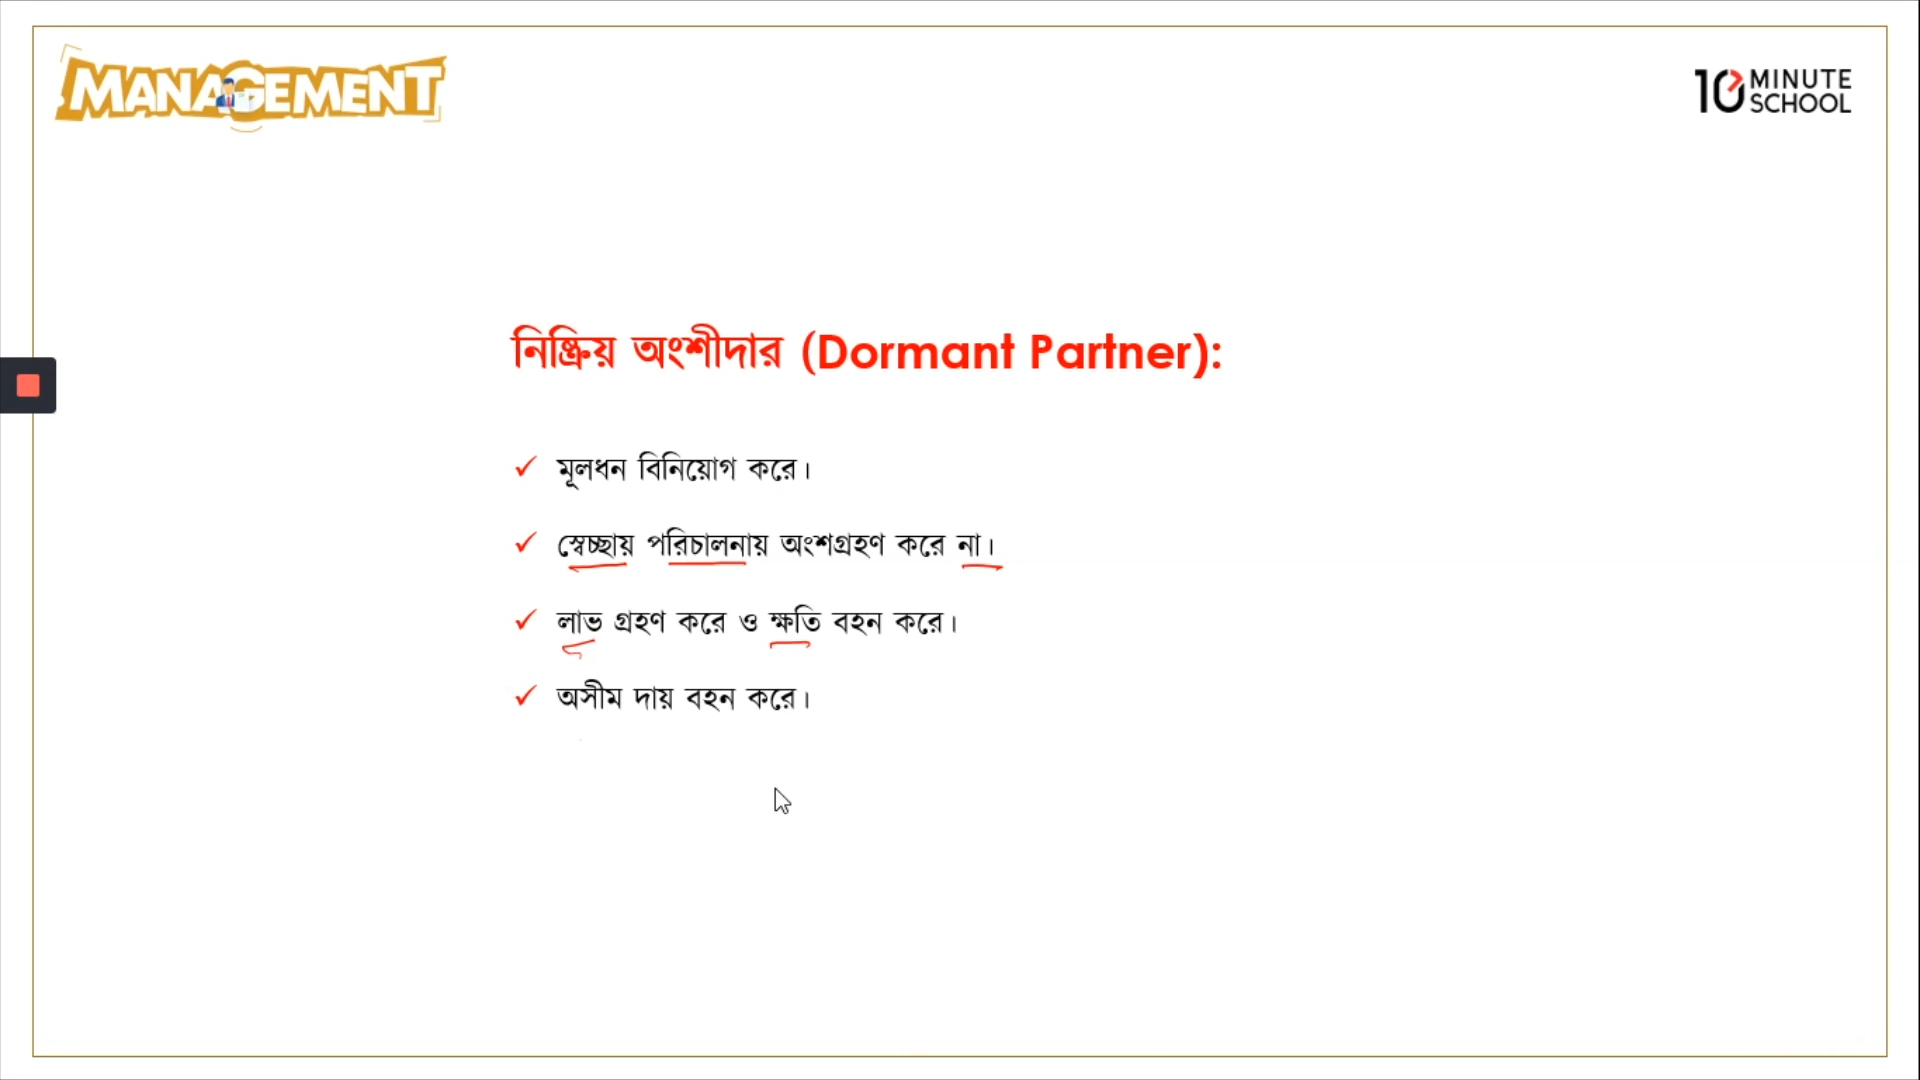 MANAGEMENT
10 MINUTE SCHOOL
নিষ্ক্রিয় অংশীদার (Dormant Partner):
✓ মূলধন বিনিয়োগ করে।
✓ স্বেচ্ছায় পরিচালনায় অংশগ্রহণ করে না।
✓ লাভ গ্রহণ করে ও ক্ষতি বহন করে।
✓ অসীম দায় বহন করে।